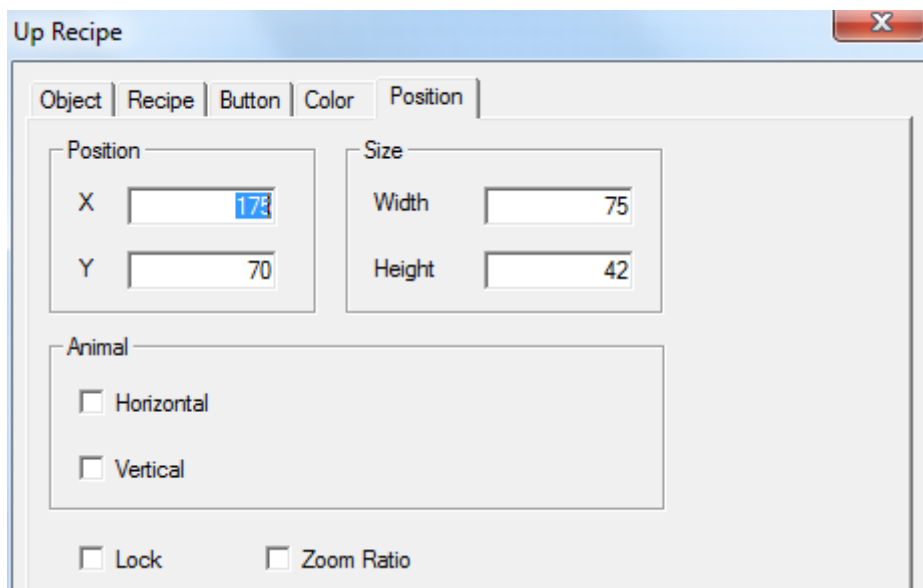 Up Recipe
Object Recipe Button Color Position
Position Size
X 175 Width 75
Y 70 Height 42
Animal
Horizontal
Vertical
Lock Zoom Ratio